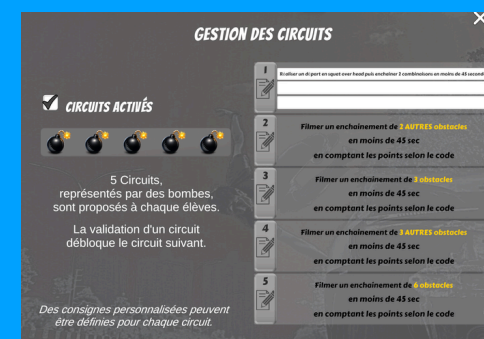 GESTION DES CIRCUITS
CIRCUITS ACTIVÉS
5 Circuits,
représentés par des bombes,
sont proposés à chaque élèves.
La validation d'un circuit
débloque le circuit suivant.
Des consignes personnalisées peuvent
être définies pour chaque circuit.
1
Réaliser un di part en squat over head puis enchainer 3 combinaisons en moins de 45 second
2
Filmer un enchainement de 2 AUTRES obstacles
en moins de 45 sec
en comptant les points selon le code
3
Filmer un enchainement de 3 obstacles
en moins de 45 sec
en comptant les points selon le code
4
Filmer un enchainement de 3 AUTRES obstacles
en moins de 45 sec
en comptant les points selon le code
5
Filmer un enchainement de 6 obstacles
en moins de 45 sec
en comptant les points selon le code